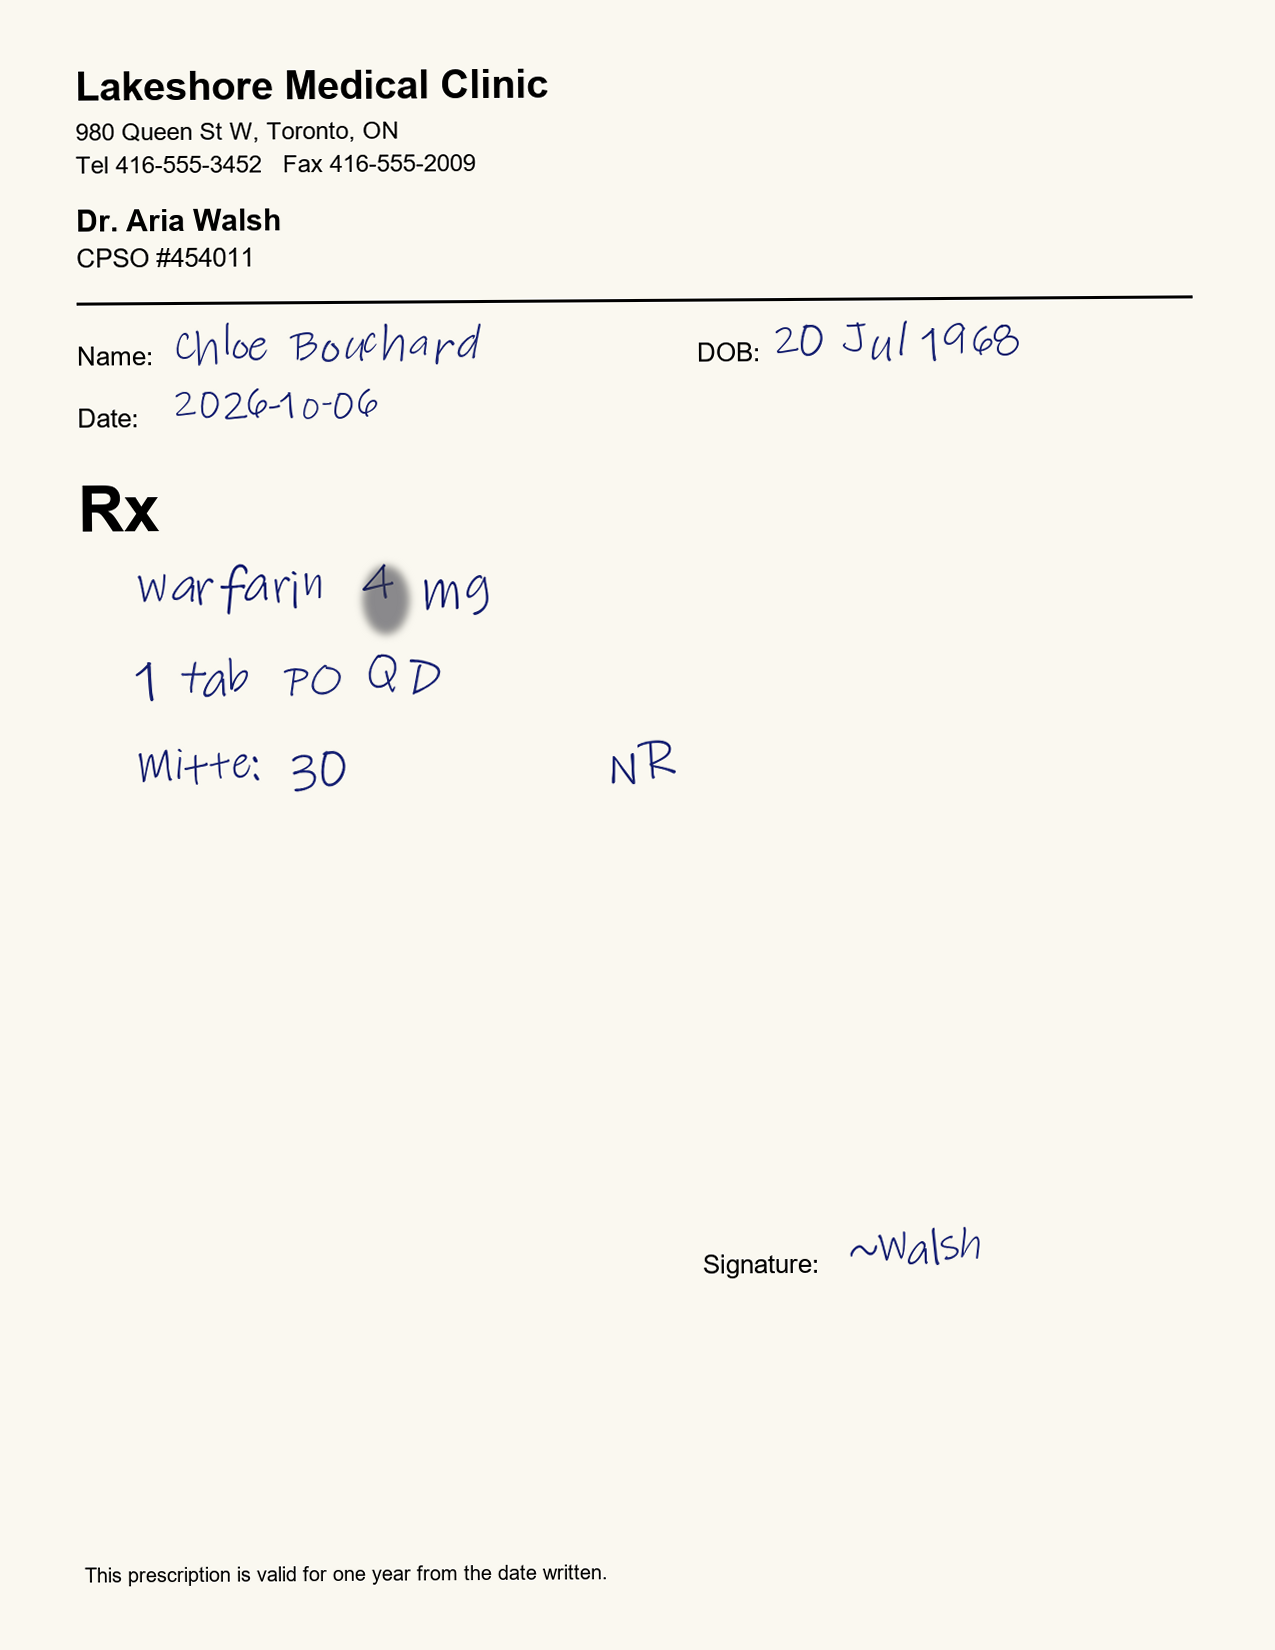 Lakeshore Medical Clinic
980 Queen St W, Toronto, ON
Tel 416-555-3452 Fax 416-555-2009
Dr. Aria Walsh
CPSO #454011
Name: Chloe Bouchard DOB: 20 Jul 1968
Date: 2026-10-06
Rx
warfarin mg
1 tab PO QD
Mitte: 30 NR
Signature: ~Walsh
This prescription is valid for one year from the date written.